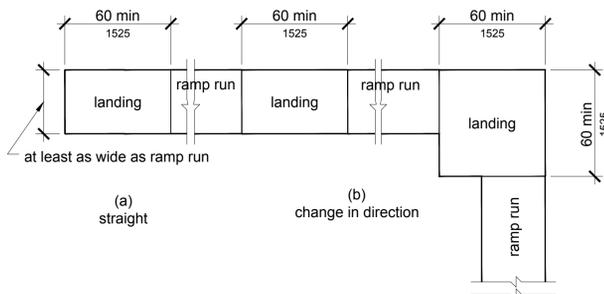 60 min
1525
60 min
1525
60 min
1525
landing
ramp run
landing
ramp run
landing
60 min
1525
at least as wide as ramp run
(a)
straight
(b)
change in direction
ramp run